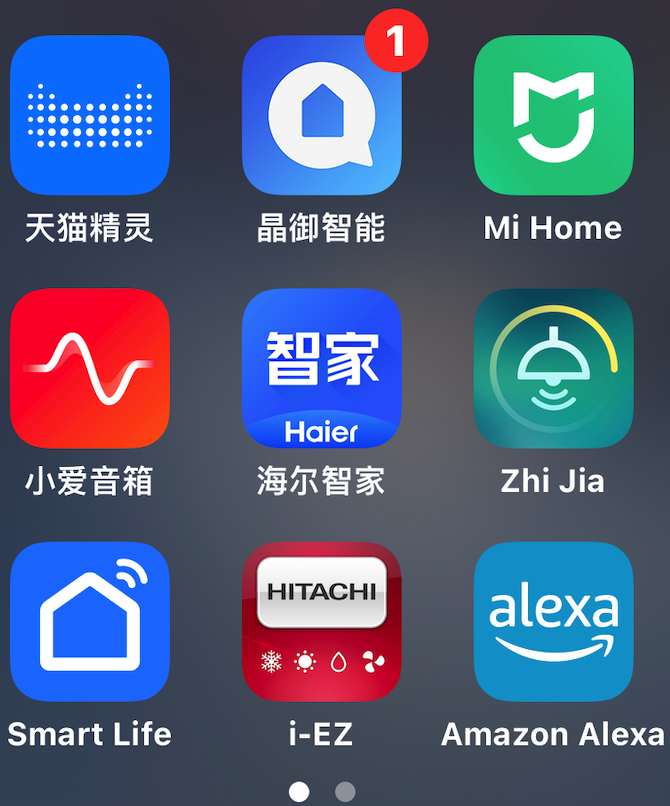 1
天猫精灵
晶御智能
Mi Home
智家
Haier
小爱音箱
海尔智家
Zhi Jia
HITACHI
alexa
Smart Life
i-EZ
Amazon Alexa